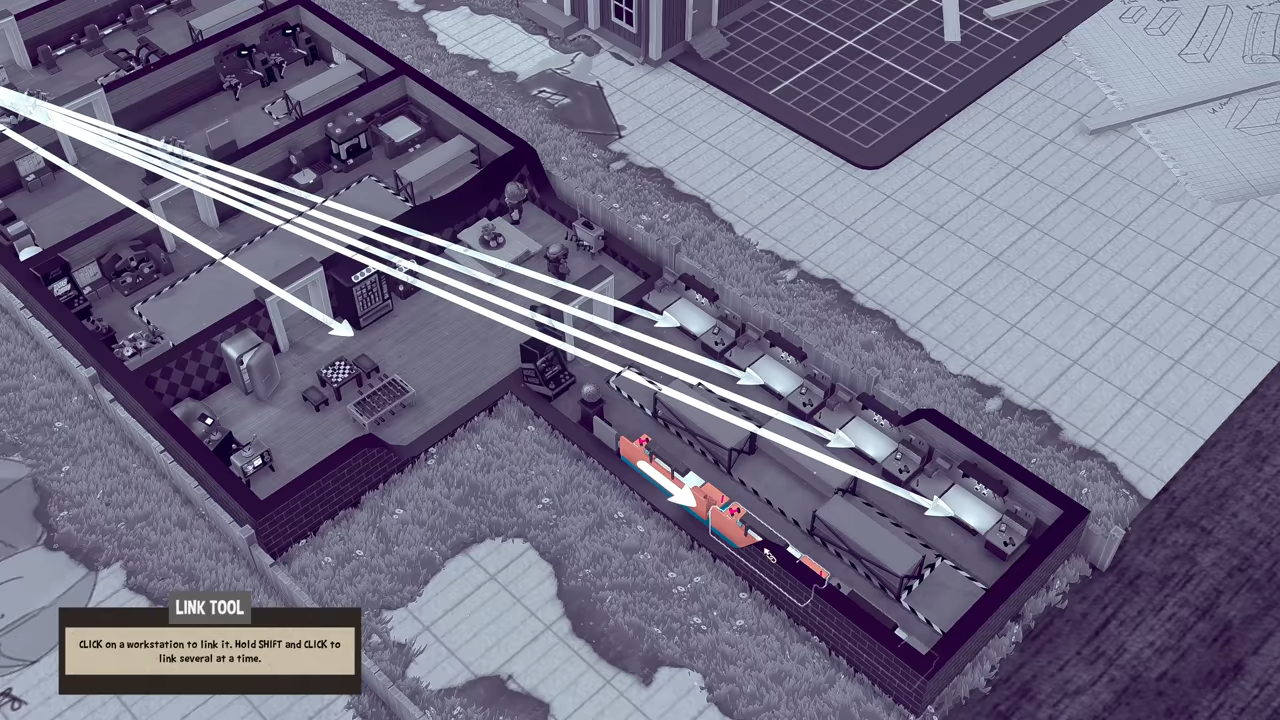 LINK TOOL
CLICK on a workstation to link it. Hold SHIFT and CLICK to
link several at a time.